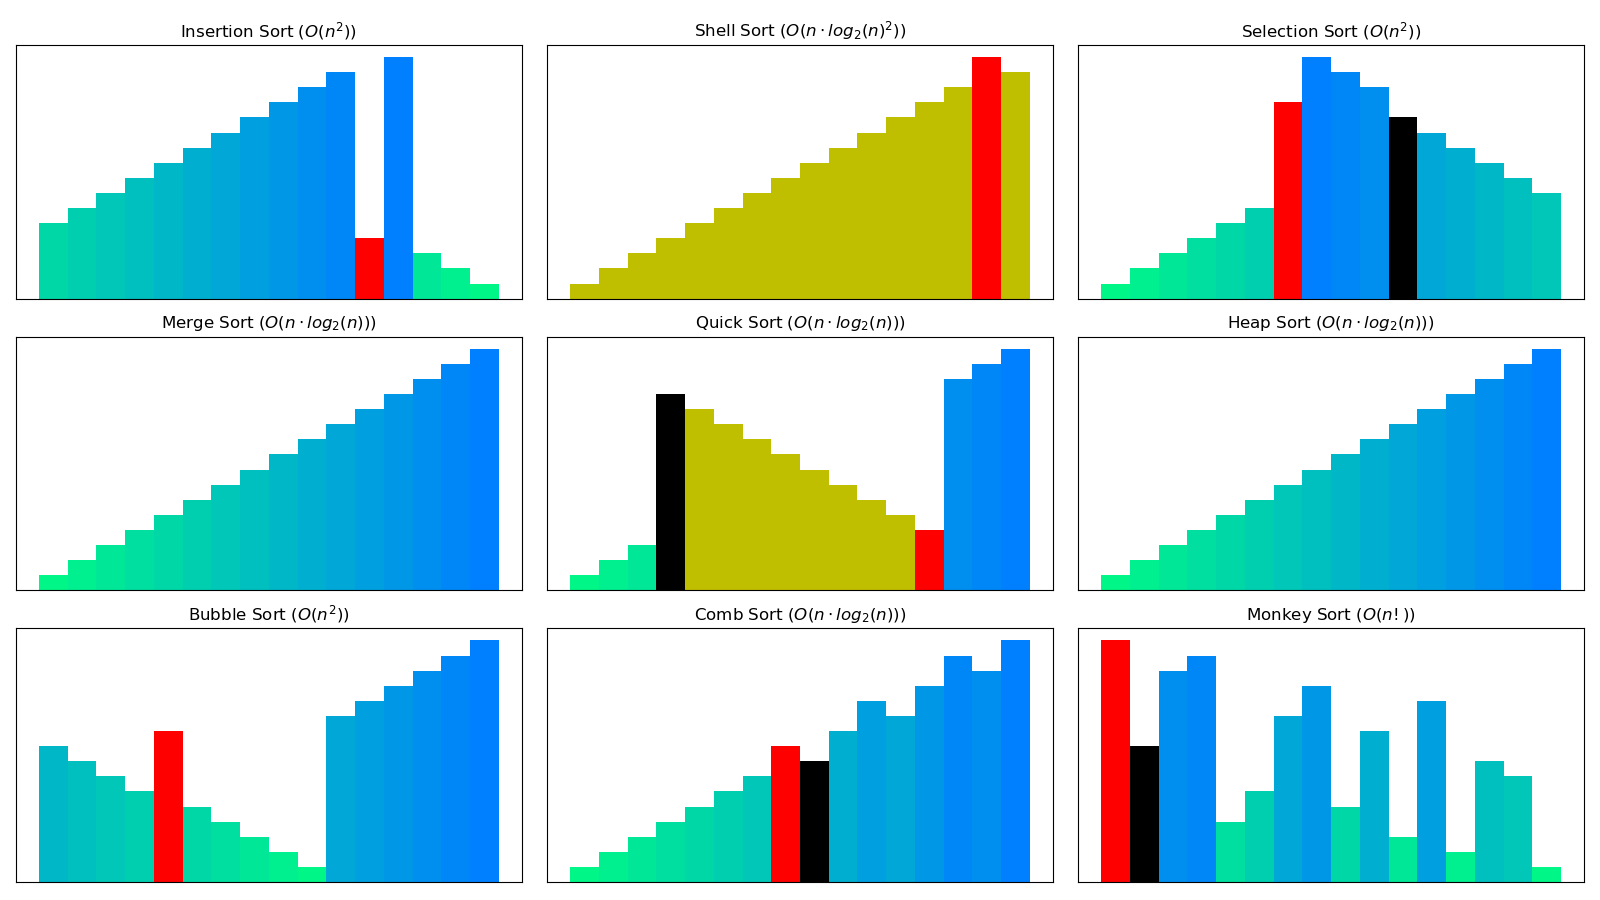 Insertion Sort (O(n²))
Shell Sort (O(n · log₂(n)²))
Selection Sort (O(n²))
Merge Sort (O(n · log₂(n)))
Quick Sort (O(n · log₂(n)))
Heap Sort (O(n · log₂(n)))
Bubble Sort (O(n²))
Comb Sort (O(n · log₂(n)))
Monkey Sort (O(n! ))